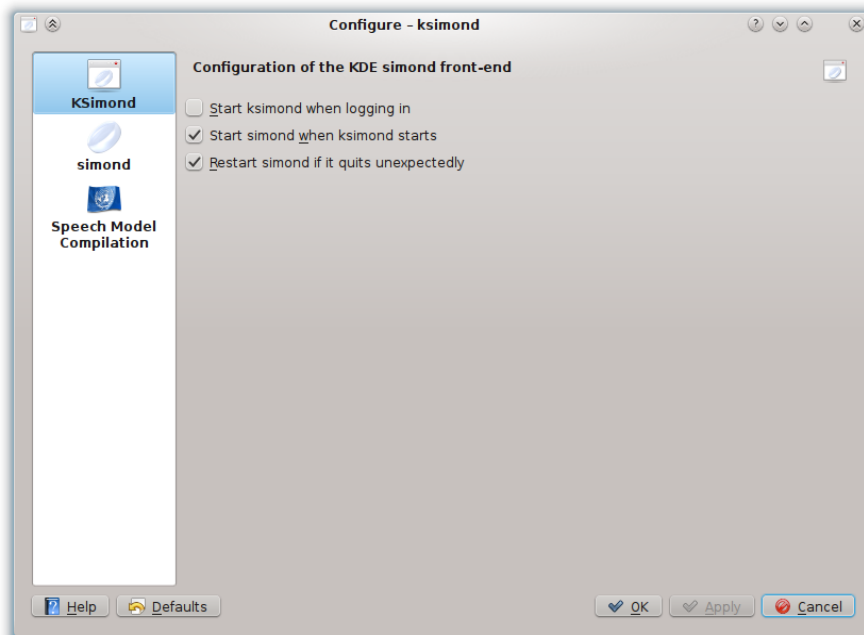 Configure – ksimond
KSimond
simond
Speech Model
Compilation
Configuration of the KDE simond front-end
Start ksimond when logging in
Start simond when ksimond starts
Restart simond if it quits unexpectedly
Help
Defaults
OK
Apply
Cancel